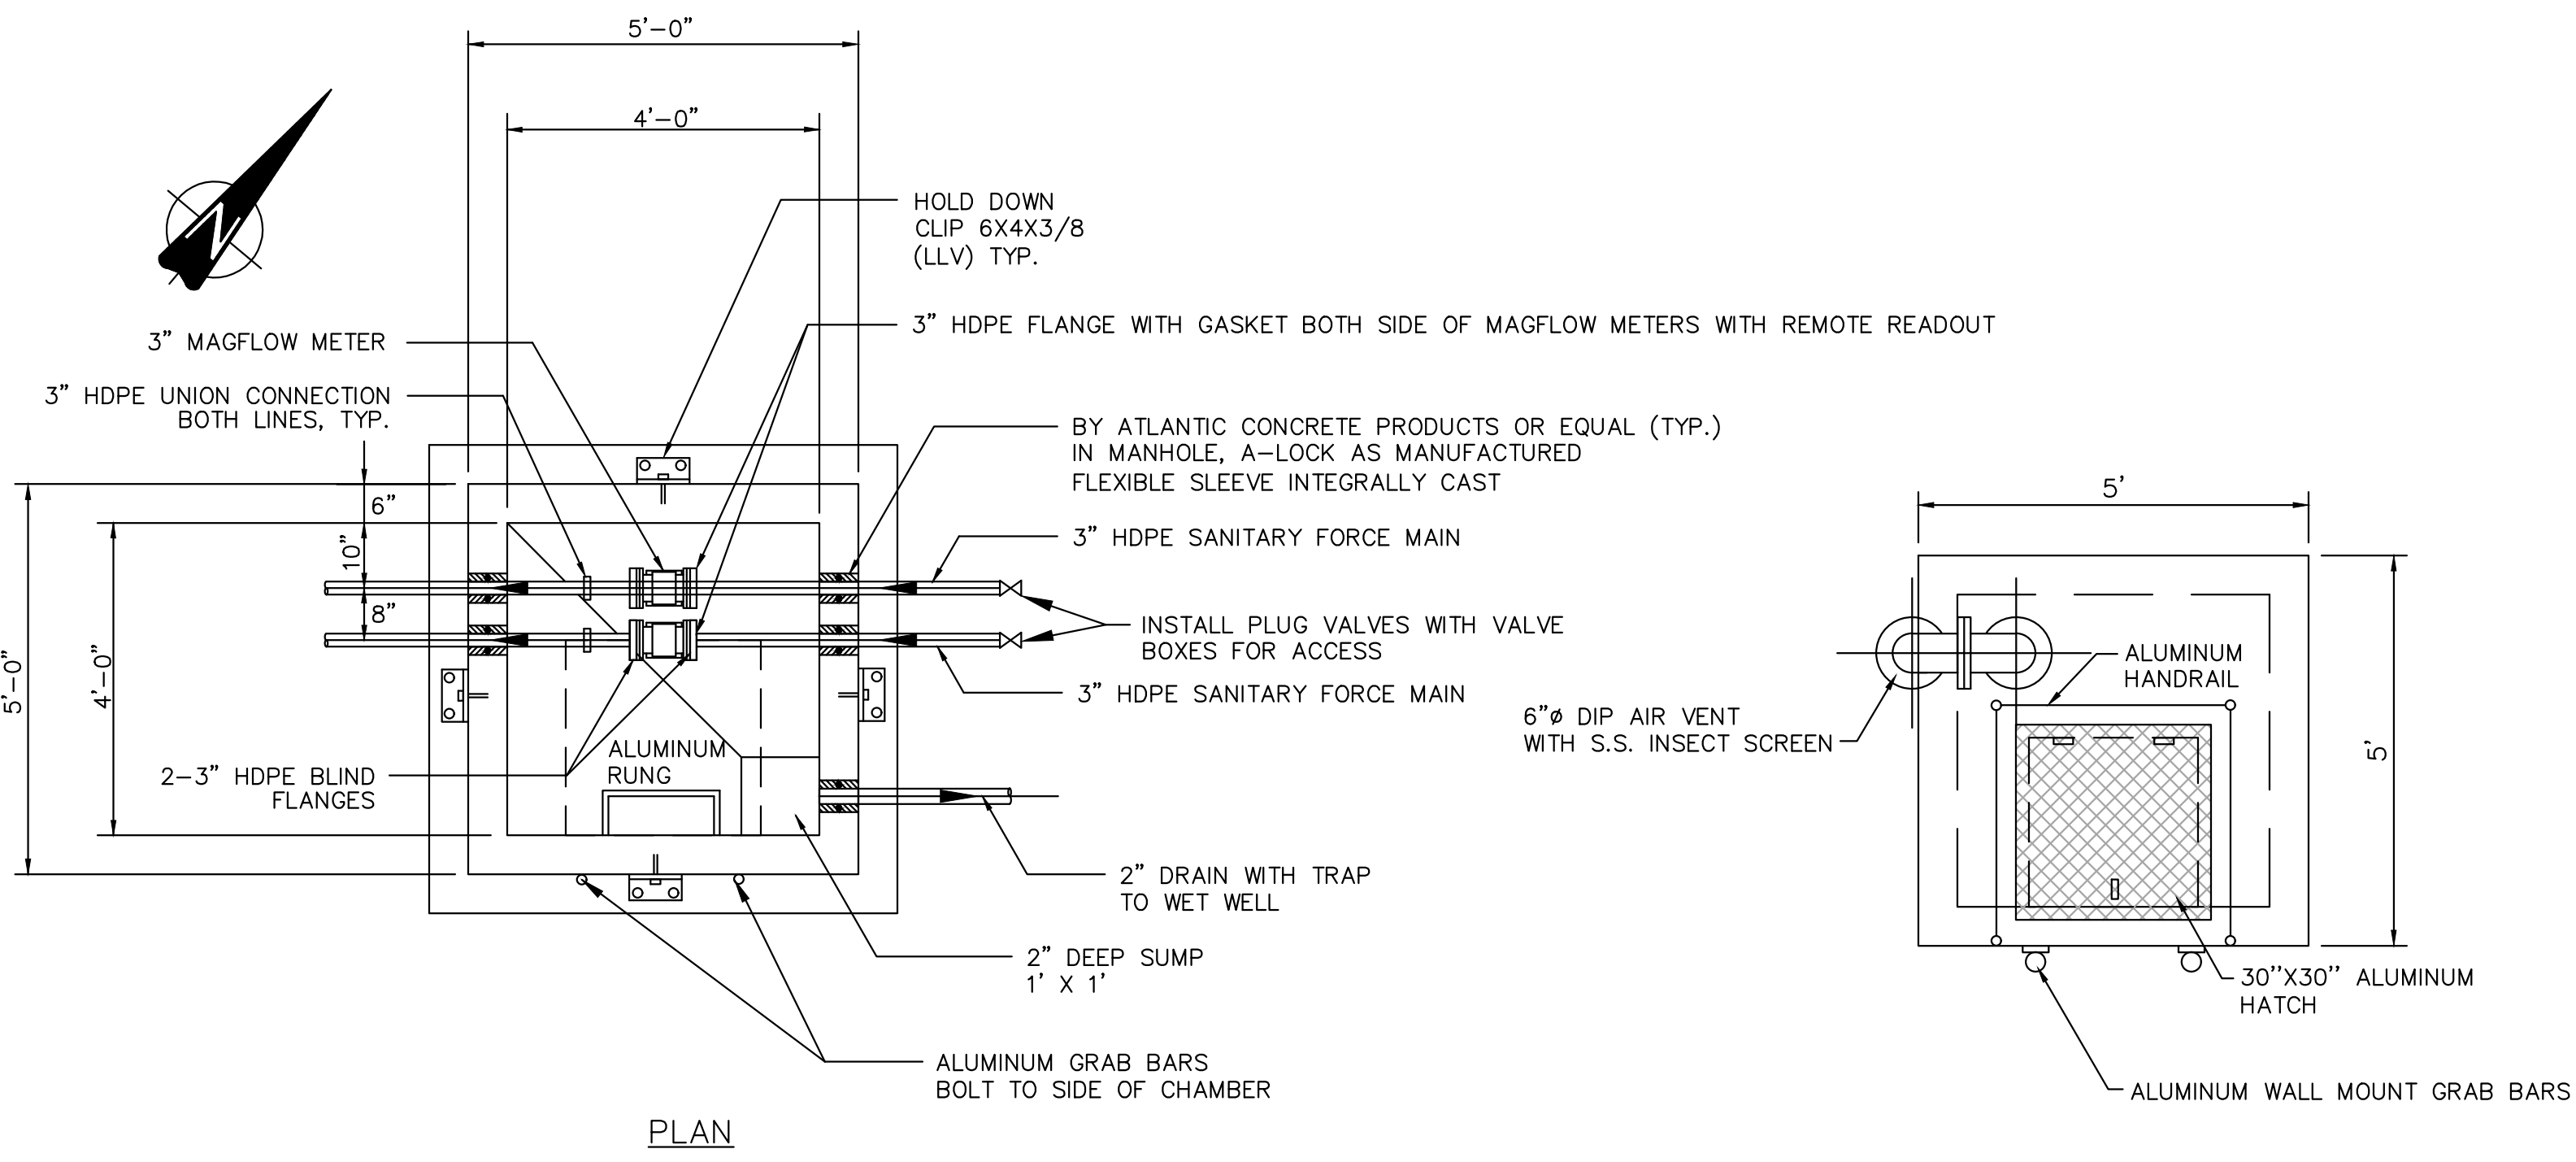 5'-0"
4'-0"
N
HOLD DOWN
CLIP 6X4X3/8
(LLV) TYP.
3" MAGFLOW METER
3" HDPE FLANGE WITH GASKET BOTH SIDE OF MAGFLOW METERS WITH REMOTE READOUT
3" HDPE UNION CONNECTION
BOTH LINES, TYP.
BY ATLANTIC CONCRETE PRODUCTS OR EQUAL (TYP.)
IN MANHOLE, A-LOCK AS MANUFACTURED
FLEXIBLE SLEEVE INTEGRALLY CAST
6"
10"
8"
5'-0"
4'-0"
3" HDPE SANITARY FORCE MAIN
INSTALL PLUG VALVES WITH VALVE
BOXES FOR ACCESS
3" HDPE SANITARY FORCE MAIN
ALUMINUM
RUNG
2-3" HDPE BLIND
FLANGES
2" DRAIN WITH TRAP
TO WET WELL
2" DEEP SUMP
1' X 1'
ALUMINUM GRAB BARS
BOLT TO SIDE OF CHAMBER
PLAN
5'
5'
ALUMINUM
HANDRAIL
6"ø DIP AIR VENT
WITH S.S. INSECT SCREEN
30''X30'' ALUMINUM
HATCH
ALUMINUM WALL MOUNT GRAB BARS